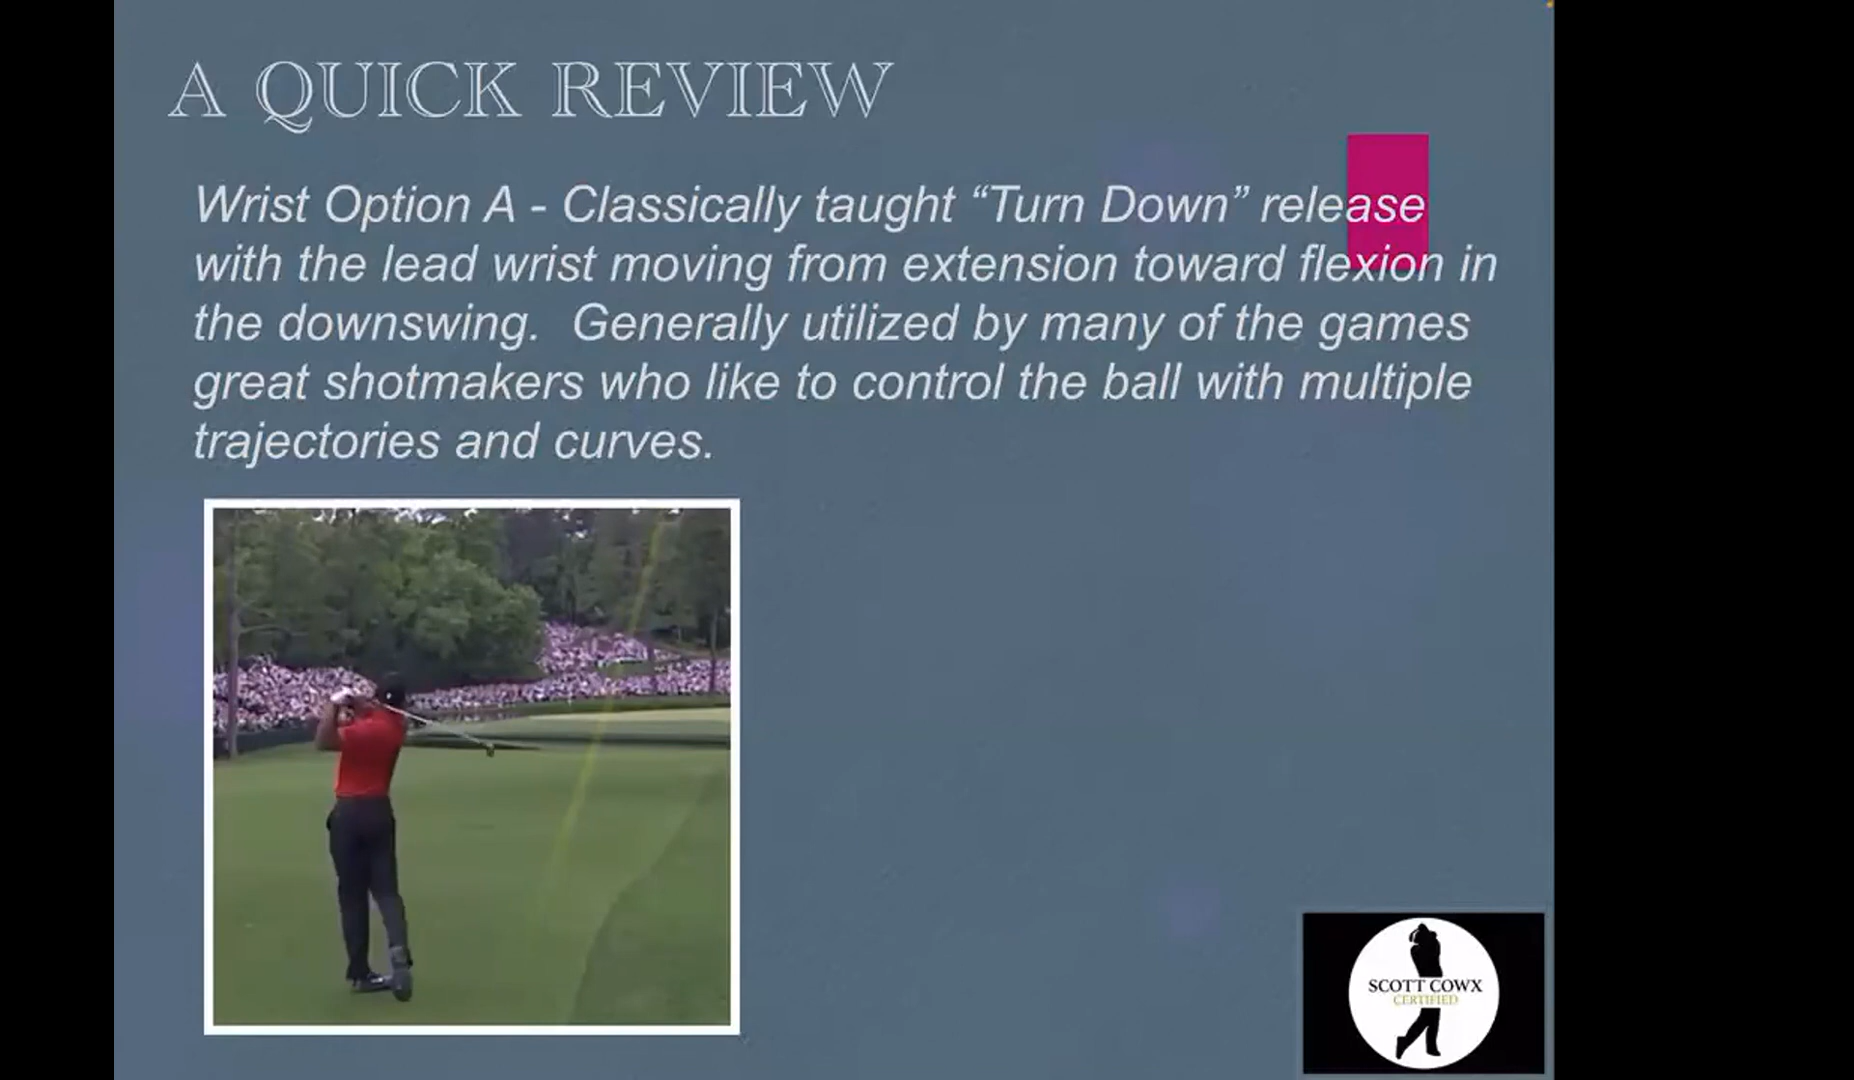 A QUICK REVIEW
Wrist Option A - Classically taught “Turn Down” release
with the lead wrist moving from extension toward flexion in
the downswing.  Generally utilized by many of the games
great shotmakers who like to control the ball with multiple
trajectories and curves.
SCOTT COWX
CERTIFIED